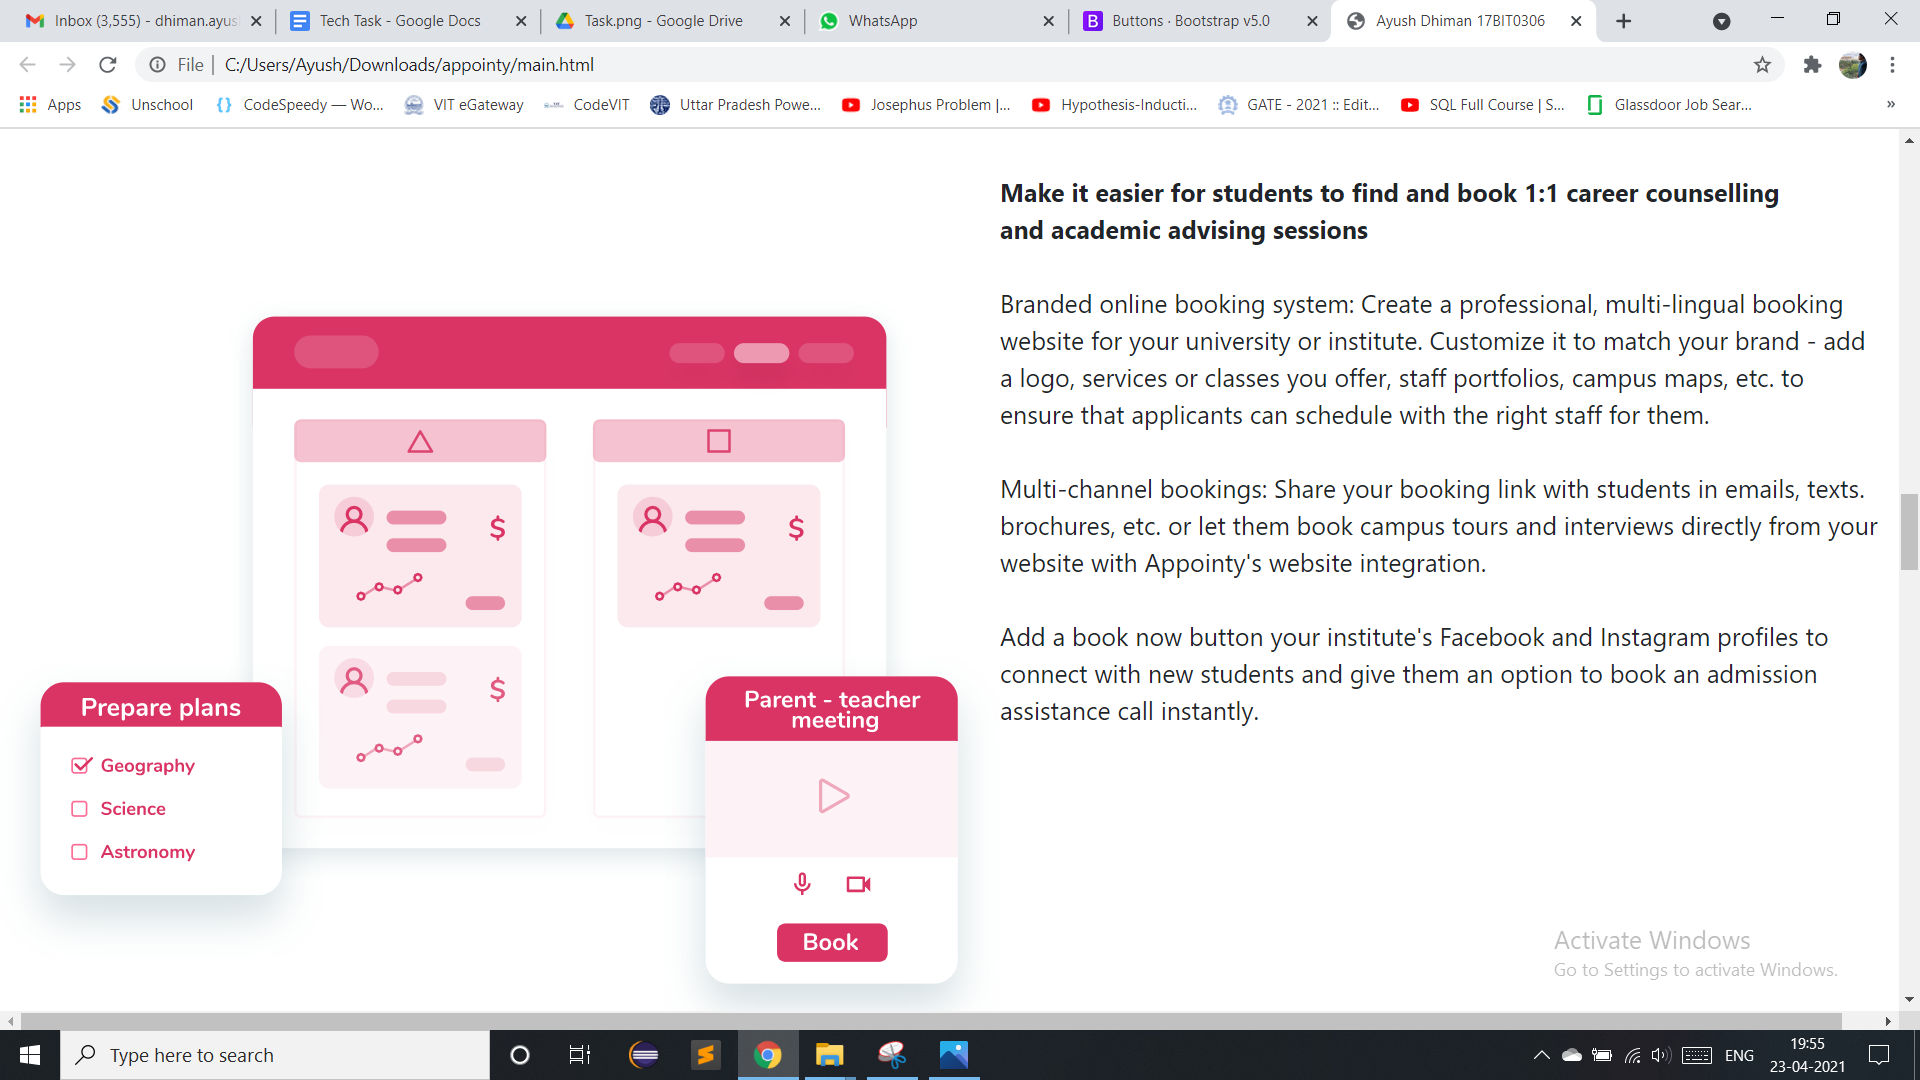 Inbox (3,555) - dhiman.ayus
Tech Task - Google Docs
Task.png - Google Drive
WhatsApp
Buttons · Bootstrap v5.0
Ayush Dhiman 17BIT0306
File
C:/Users/Ayush/Downloads/appointy/main.html
Apps
Unschool
CodeSpeedy — Wo...
VIT eGateway
CodeVIT
Uttar Pradesh Powe...
Josephus Problem |...
Hypothesis-Inducti...
GATE - 2021 :: Edit...
SQL Full Course | S...
Glassdoor Job Sear...
»
Make it easier for students to find and book 1:1 career counselling
and academic advising sessions
Branded online booking system: Create a professional, multi-lingual booking
website for your university or institute. Customize it to match your brand - add
a logo, services or classes you offer, staff portfolios, campus maps, etc. to
ensure that applicants can schedule with the right staff for them.
Multi-channel bookings: Share your booking link with students in emails, texts.
brochures, etc. or let them book campus tours and interviews directly from your
website with Appointy's website integration.
Add a book now button your institute's Facebook and Instagram profiles to
connect with new students and give them an option to book an admission
assistance call instantly.
$
$
$
Prepare plans
Geography
Science
Astronomy
Parent - teacher
meeting
Book
Activate Windows
Go to Settings to activate Windows.
Type here to search
ENG
19:55
23-04-2021